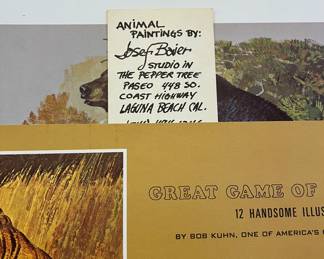 ANIMAL
PAINTINGS BY:
Josef Baier
STUDIO IN
THE PEPPER TREE
PASEO 448 SO.
COAST HIGHWAY
LAGUNA BEACH CAL.
GREAT GAME OF
12 HANDSOME ILLUS
BY BOB KUHN, ONE OF AMERICA'S